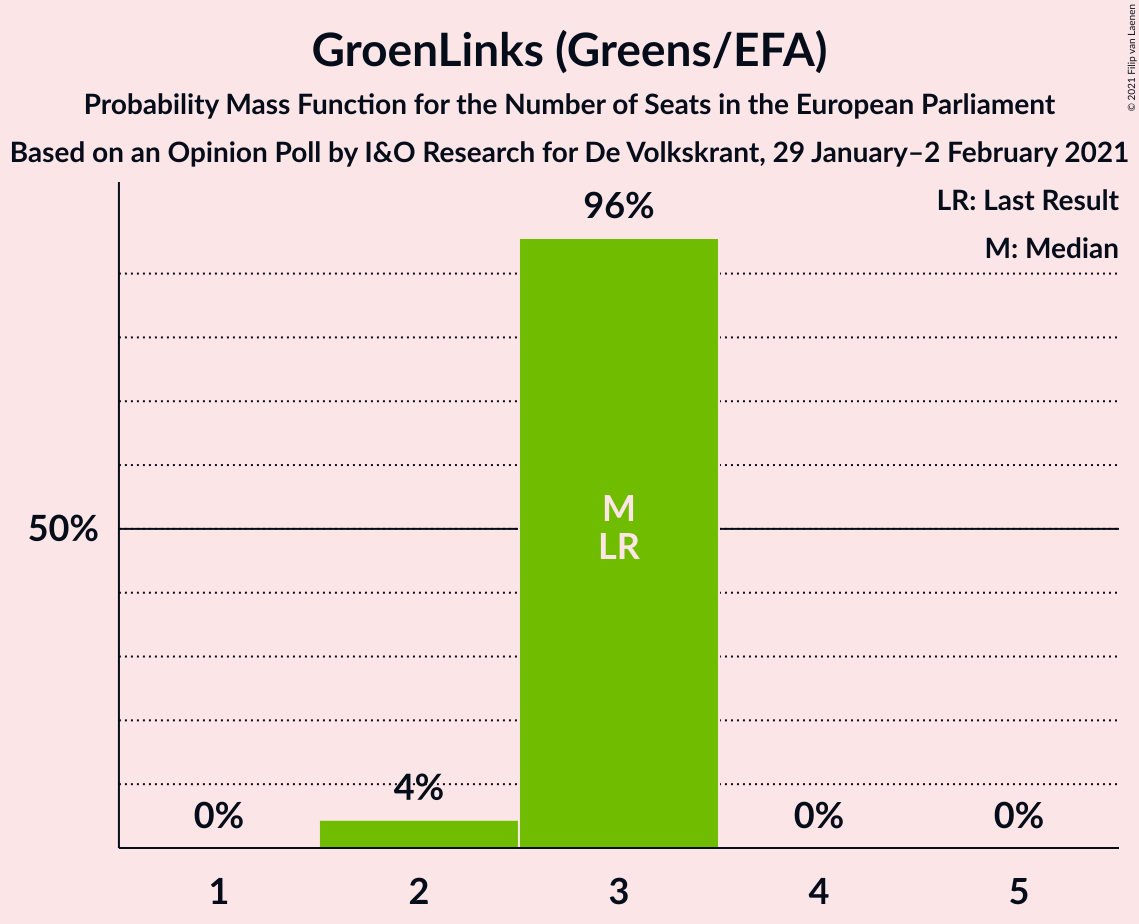 GroenLinks (Greens/EFA)
Probability Mass Function for the Number of Seats in the European Parliament
Based on an Opinion Poll by I&O Research for De Volkskrant, 29 January–2 February 2021
© 2021 Filip van Laenen
LR: Last Result
M: Median
96%
50%
M
LR
4%
0%
0%
0%
1
2
3
4
5